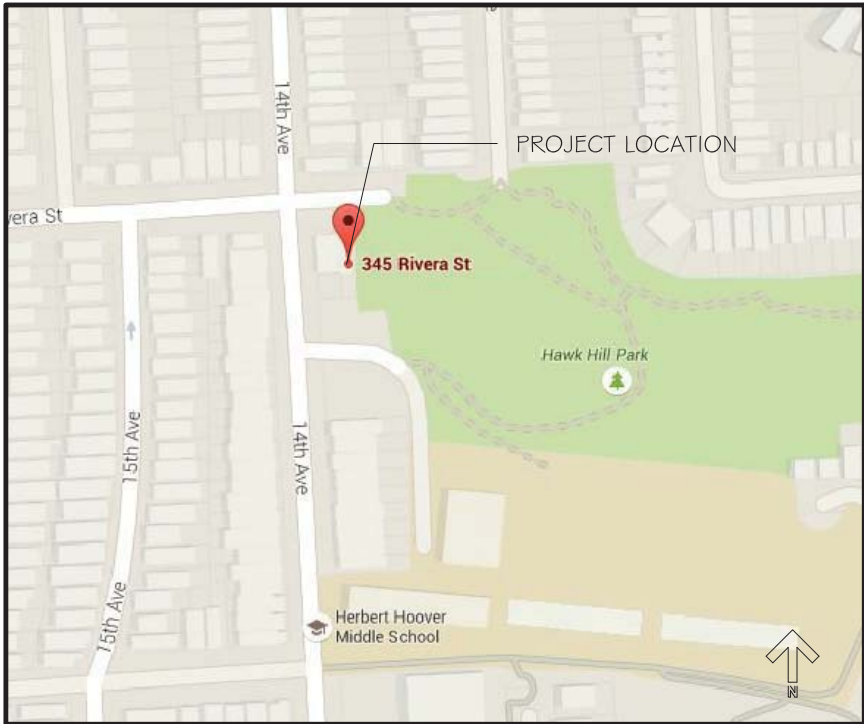 14th Ave
PROJECT LOCATION
vera St
345 Rivera St
Hawk Hill Park
15th Ave
14th Ave
15th Ave
Herbert Hoover
Middle School
N